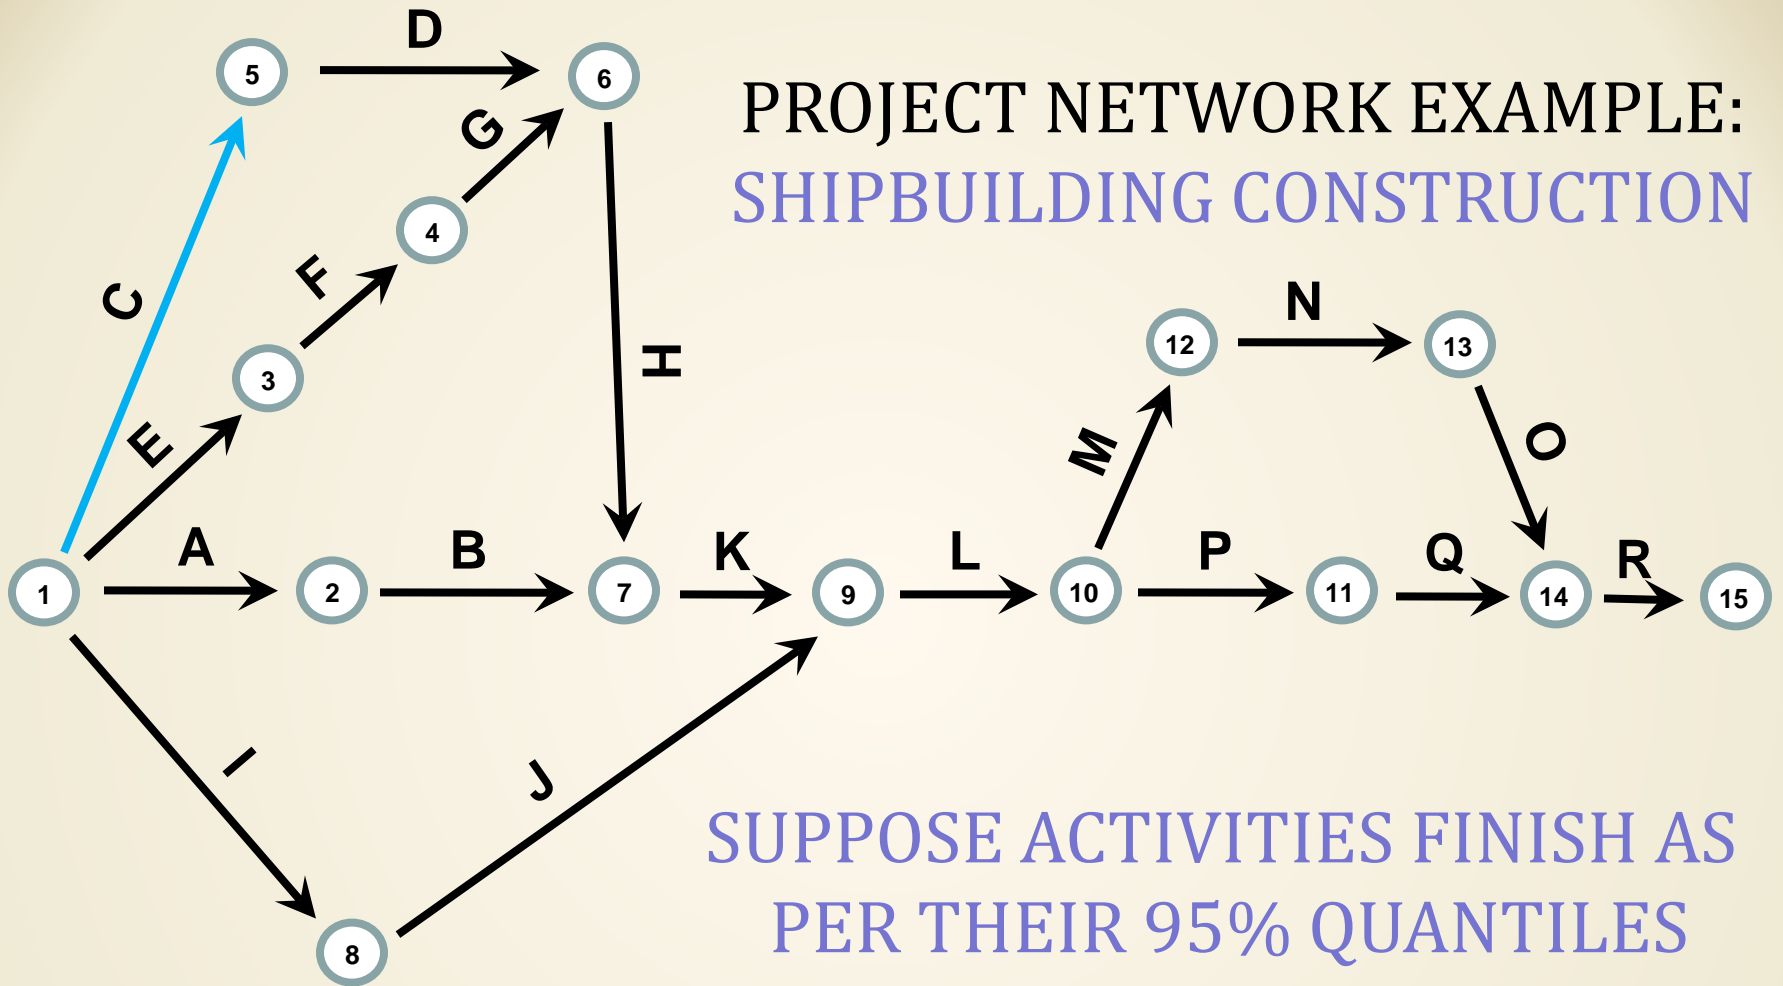 D
5
6
PROJECT NETWORK EXAMPLE:
G
SHIPBUILDING CONSTRUCTION
4
F
C
N
12
13
H
3
E
M
O
A
B
K
L
P
Q
R
1
2
7
9
10
11
14
15
I
J
SUPPOSE ACTIVITIES FINISH AS
PER THEIR 95% QUANTILES
8